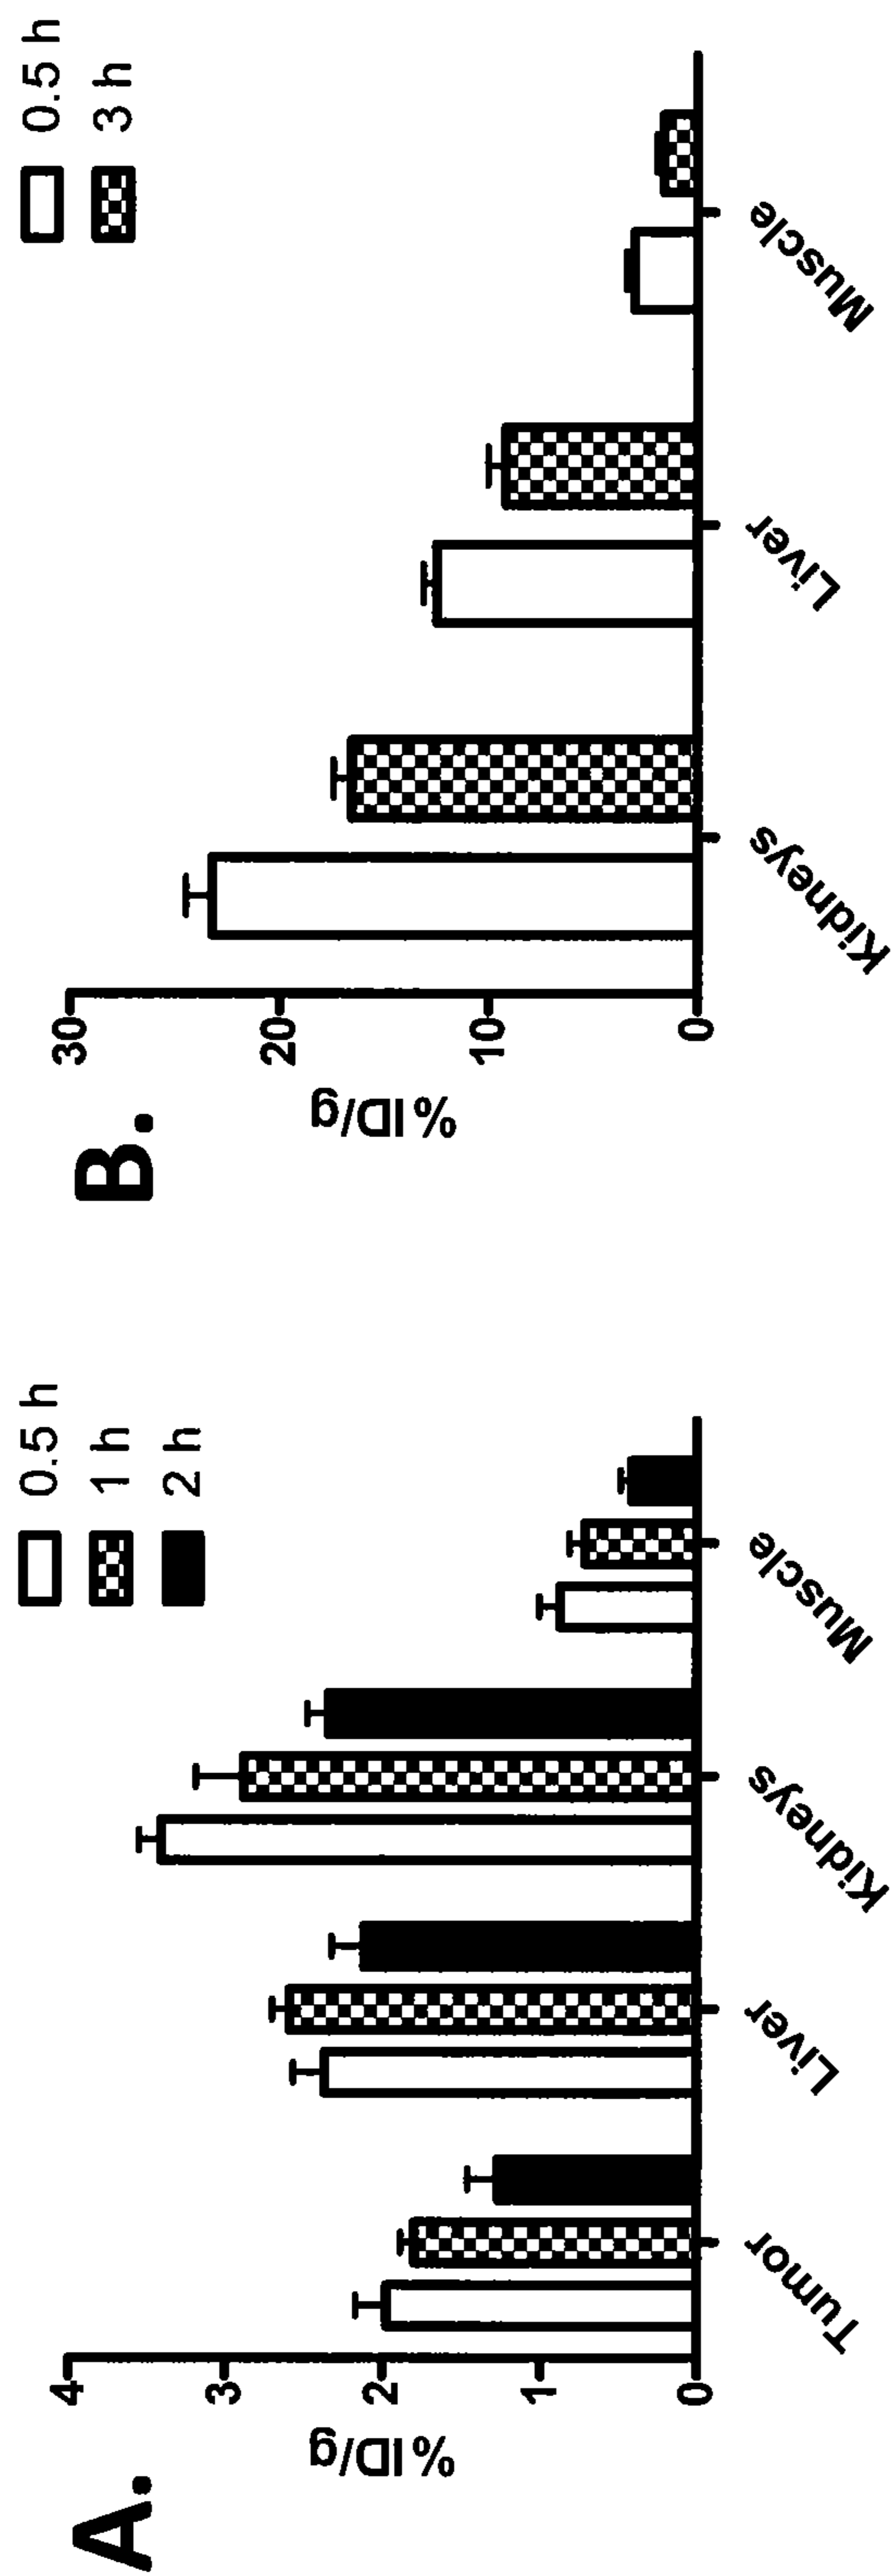 A.
0.5 h
1 h
2 h
% ID/g
4
3
2
1
0
Tumor
Liver
Kidneys
Muscle
B.
0.5 h
3 h
% ID/g
30
20
10
0
Kidneys
Liver
Muscle